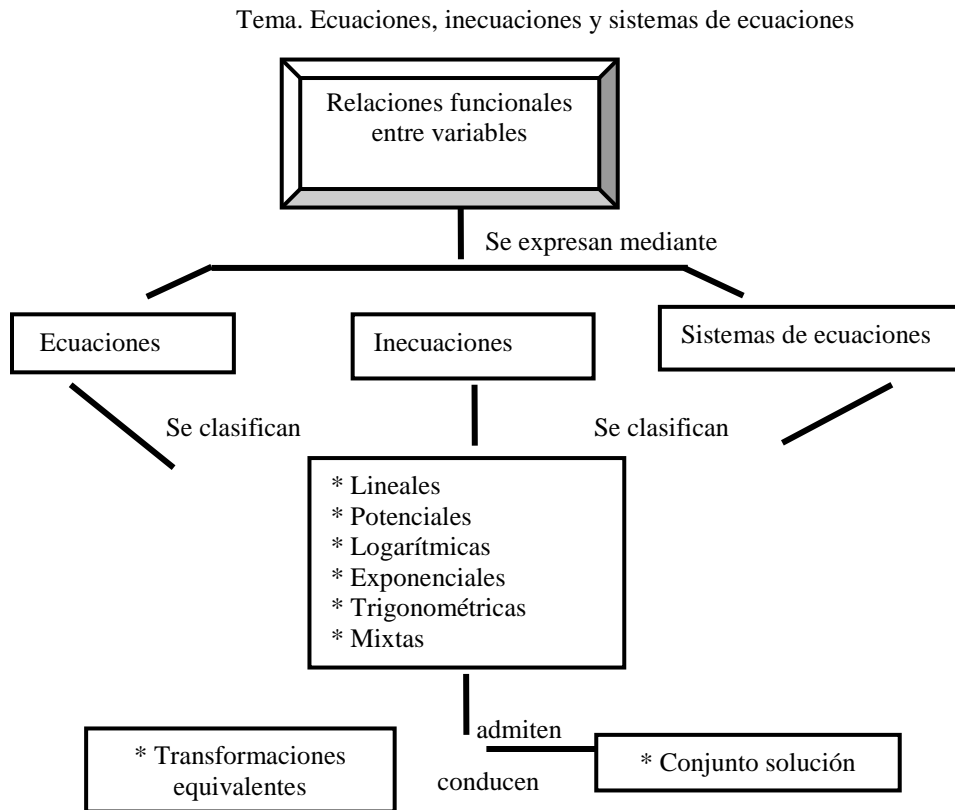 Tema. Ecuaciones, inecuaciones y sistemas de ecuaciones
Relaciones funcionales
entre variables
Se expresan mediante
Ecuaciones
Inecuaciones
Sistemas de ecuaciones
Se clasifican
Se clasifican
* Lineales
* Potenciales
* Logarítmicas
* Exponenciales
* Trigonométricas
* Mixtas
admiten
* Transformaciones
equivalentes
* Conjunto solución
conducen